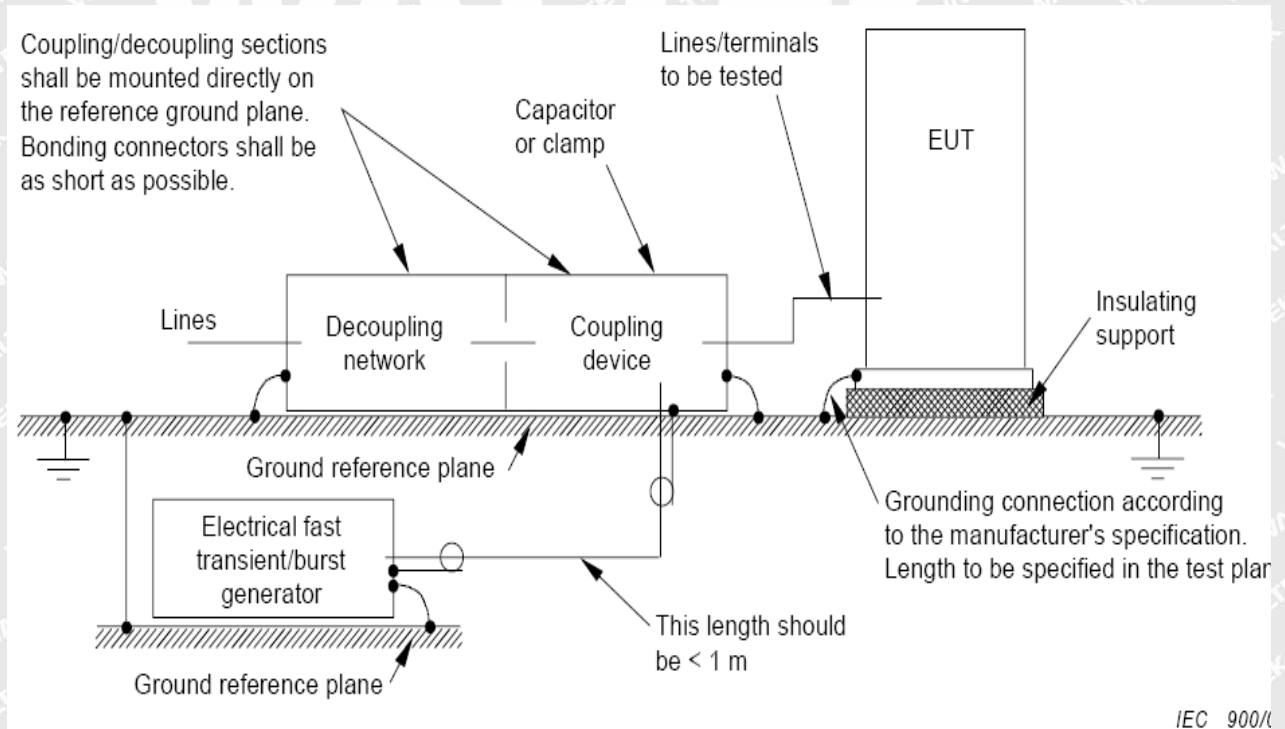 Coupling/decoupling sections
shall be mounted directly on
the reference ground plane.
Bonding connectors shall be
as short as possible.
Lines/terminals
to be tested
Capacitor
or clamp
EUT
Insulating
support
Lines
Decoupling
network
Coupling
device
Ground reference plane
Electrical fast
transient/burst
generator
Grounding connection according
to the manufacturer's specification.
Length to be specified in the test plan
This length should
be < 1 m
Ground reference plane
IEC 900/